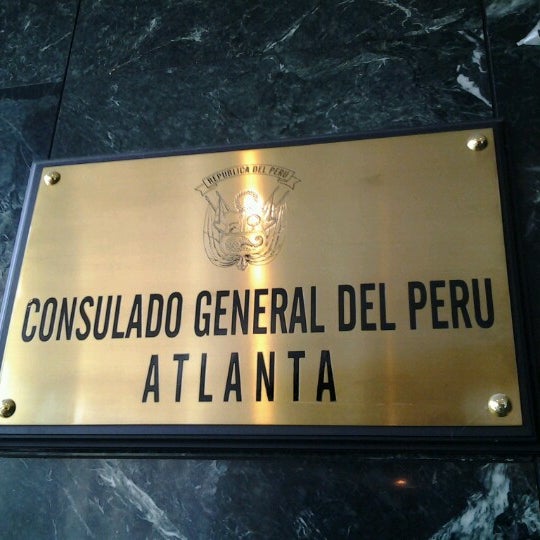 REPUBLICA DEL PERU
CONSULADO GENERAL DEL PERU
ATLANTA